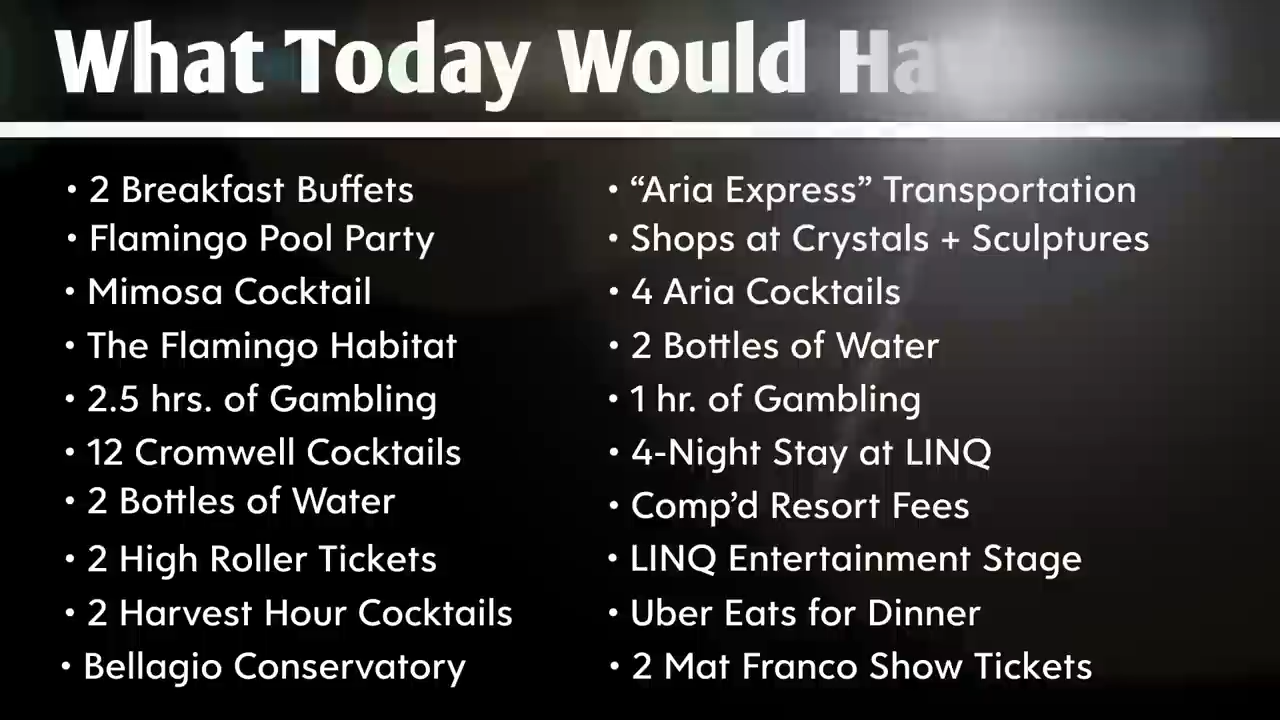 What Today Would Ha
• 2 Breakfast Buffets
• Flamingo Pool Party
• Mimosa Cocktail
• The Flamingo Habitat
• 2.5 hrs. of Gambling
• 12 Cromwell Cocktails
• 2 Bottles of Water
• 2 High Roller Tickets
• 2 Harvest Hour Cocktails
• Bellagio Conservatory
• “Aria Express” Transportation
• Shops at Crystals + Sculptures
• 4 Aria Cocktails
• 2 Bottles of Water
• 1 hr. of Gambling
• 4-Night Stay at LINQ
• Comp’d Resort Fees
• LINQ Entertainment Stage
• Uber Eats for Dinner
• 2 Mat Franco Show Tickets